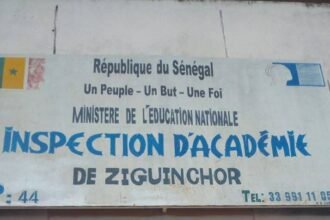 République du Sénégal
Un Peuple - Un But - Une Foi
MINISTERE DE L'EDUCATION NATIONALE
INSPECTION D'ACADÉMIE
DE ZIGUINCHOR
P: 44 TEL: 33 991 11